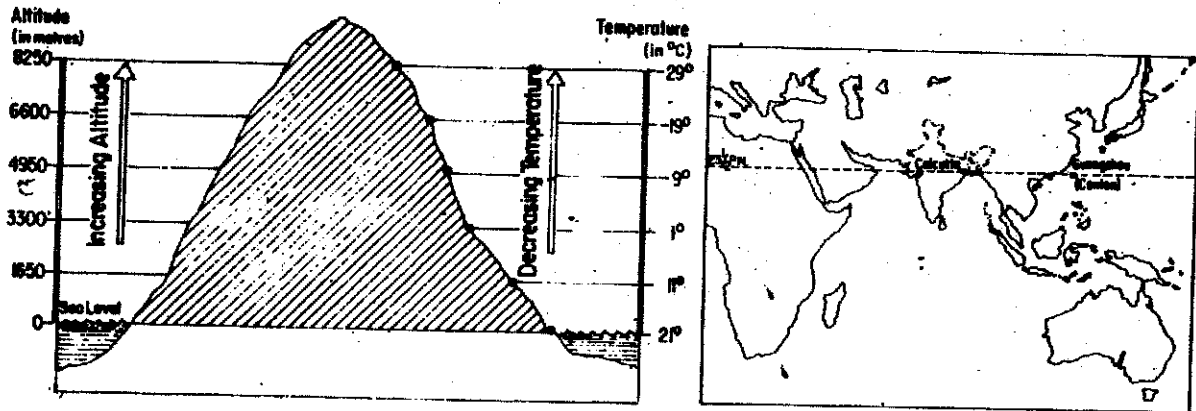 Altitude
(in metres)
8250
6600
4950
3300
1650
Sea Level
0
Increasing Altitude
Decreasing Temperature
Temperature
(in °C)
29°
19°
9°
1°
11°
21°
Calcutta
Guangzhou
(Canton)